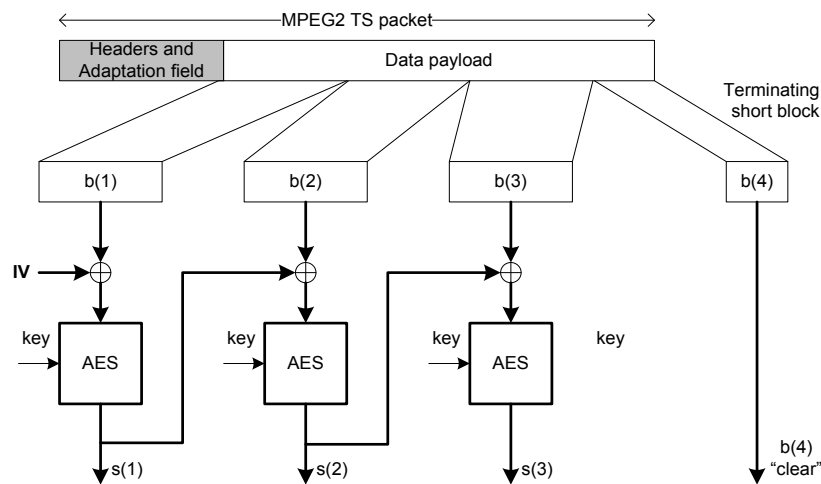 MPEG2 TS packet
Headers and
Adaptation field
Data payload
Terminating
short block
b(1)
b(2)
b(3)
b(4)
IV
key
AES
key
AES
key
AES
key
s(1)
s(2)
s(3)
b(4)
“clear”